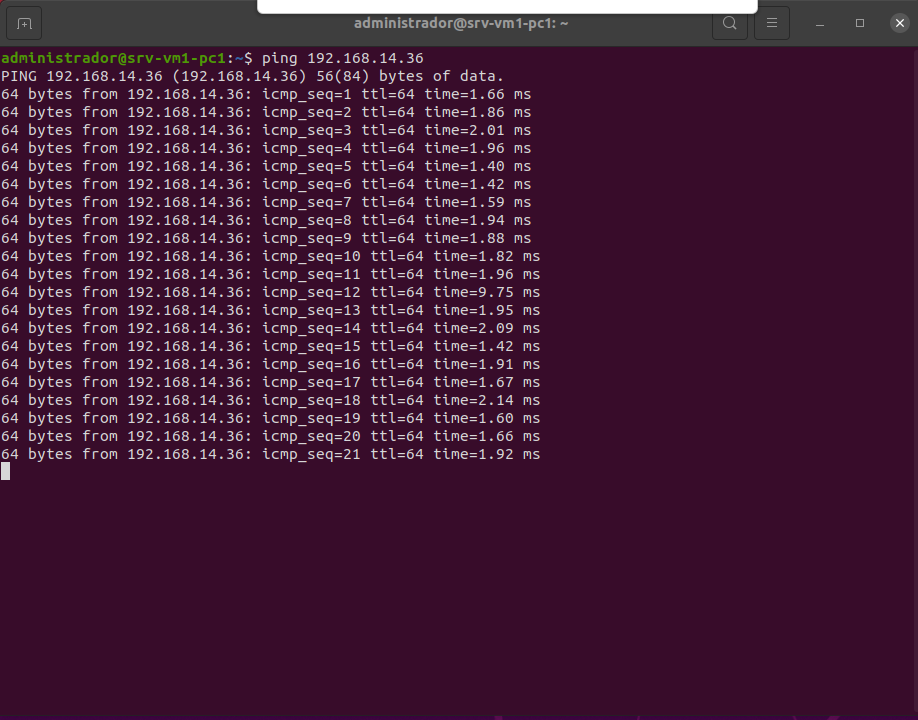 administrador@srv-vm1-pc1: ~
administrador@srv-vm1-pc1:~$ ping 192.168.14.36
PING 192.168.14.36 (192.168.14.36) 56(84) bytes of data.
64 bytes from 192.168.14.36: icmp_seq=1 ttl=64 time=1.66 ms
64 bytes from 192.168.14.36: icmp_seq=2 ttl=64 time=1.86 ms
64 bytes from 192.168.14.36: icmp_seq=3 ttl=64 time=2.01 ms
64 bytes from 192.168.14.36: icmp_seq=4 ttl=64 time=1.96 ms
64 bytes from 192.168.14.36: icmp_seq=5 ttl=64 time=1.40 ms
64 bytes from 192.168.14.36: icmp_seq=6 ttl=64 time=1.42 ms
64 bytes from 192.168.14.36: icmp_seq=7 ttl=64 time=1.59 ms
64 bytes from 192.168.14.36: icmp_seq=8 ttl=64 time=1.94 ms
64 bytes from 192.168.14.36: icmp_seq=9 ttl=64 time=1.88 ms
64 bytes from 192.168.14.36: icmp_seq=10 ttl=64 time=1.82 ms
64 bytes from 192.168.14.36: icmp_seq=11 ttl=64 time=1.96 ms
64 bytes from 192.168.14.36: icmp_seq=12 ttl=64 time=9.75 ms
64 bytes from 192.168.14.36: icmp_seq=13 ttl=64 time=1.95 ms
64 bytes from 192.168.14.36: icmp_seq=14 ttl=64 time=2.09 ms
64 bytes from 192.168.14.36: icmp_seq=15 ttl=64 time=1.42 ms
64 bytes from 192.168.14.36: icmp_seq=16 ttl=64 time=1.91 ms
64 bytes from 192.168.14.36: icmp_seq=17 ttl=64 time=1.67 ms
64 bytes from 192.168.14.36: icmp_seq=18 ttl=64 time=2.14 ms
64 bytes from 192.168.14.36: icmp_seq=19 ttl=64 time=1.60 ms
64 bytes from 192.168.14.36: icmp_seq=20 ttl=64 time=1.66 ms
64 bytes from 192.168.14.36: icmp_seq=21 ttl=64 time=1.92 ms